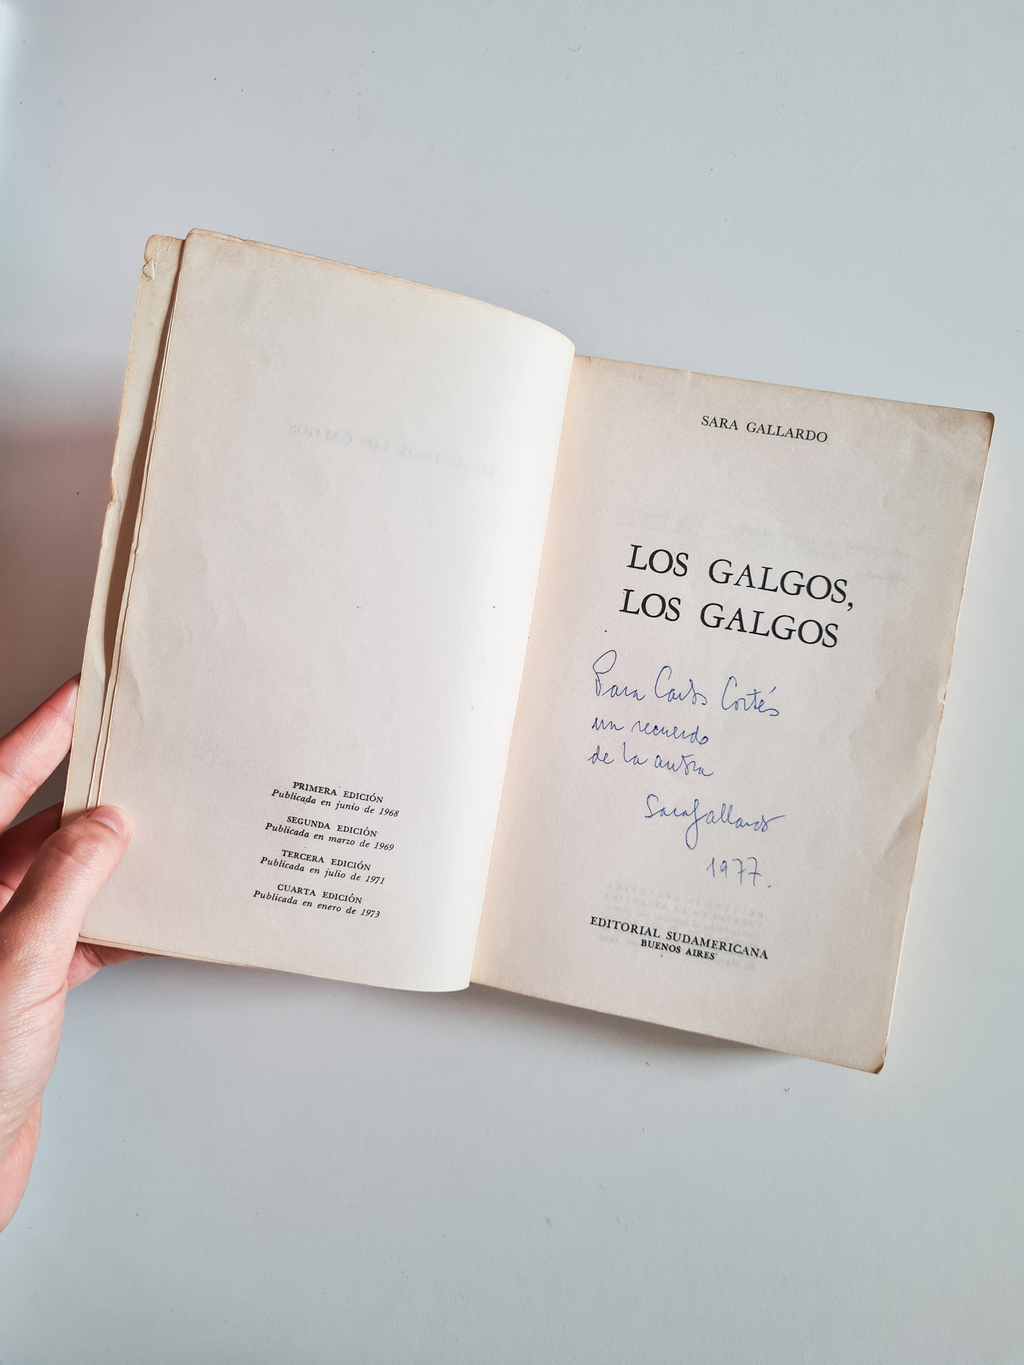 PRIMERA EDICIÓN
Publicada en junio de 1968
SEGUNDA EDICIÓN
Publicada en marzo de 1969
TERCERA EDICIÓN
Publicada en julio de 1971
CUARTA EDICIÓN
Publicada en enero de 1973
SARA GALLARDO
LOS GALGOS,
LOS GALGOS
Para Carlos Cortés
un recuerdo
de la autora
Sara Gallardo
1977.
EDITORIAL SUDAMERICANA
BUENOS AIRES